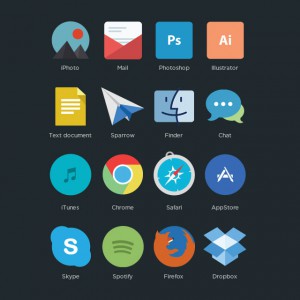 Ps
Ai
iPhoto
Mail
Photoshop
Illustrator
Text document
Sparrow
Finder
Chat
iTunes
Chrome
Safari
AppStore
S
Skype
Spotify
Firefox
Dropbox